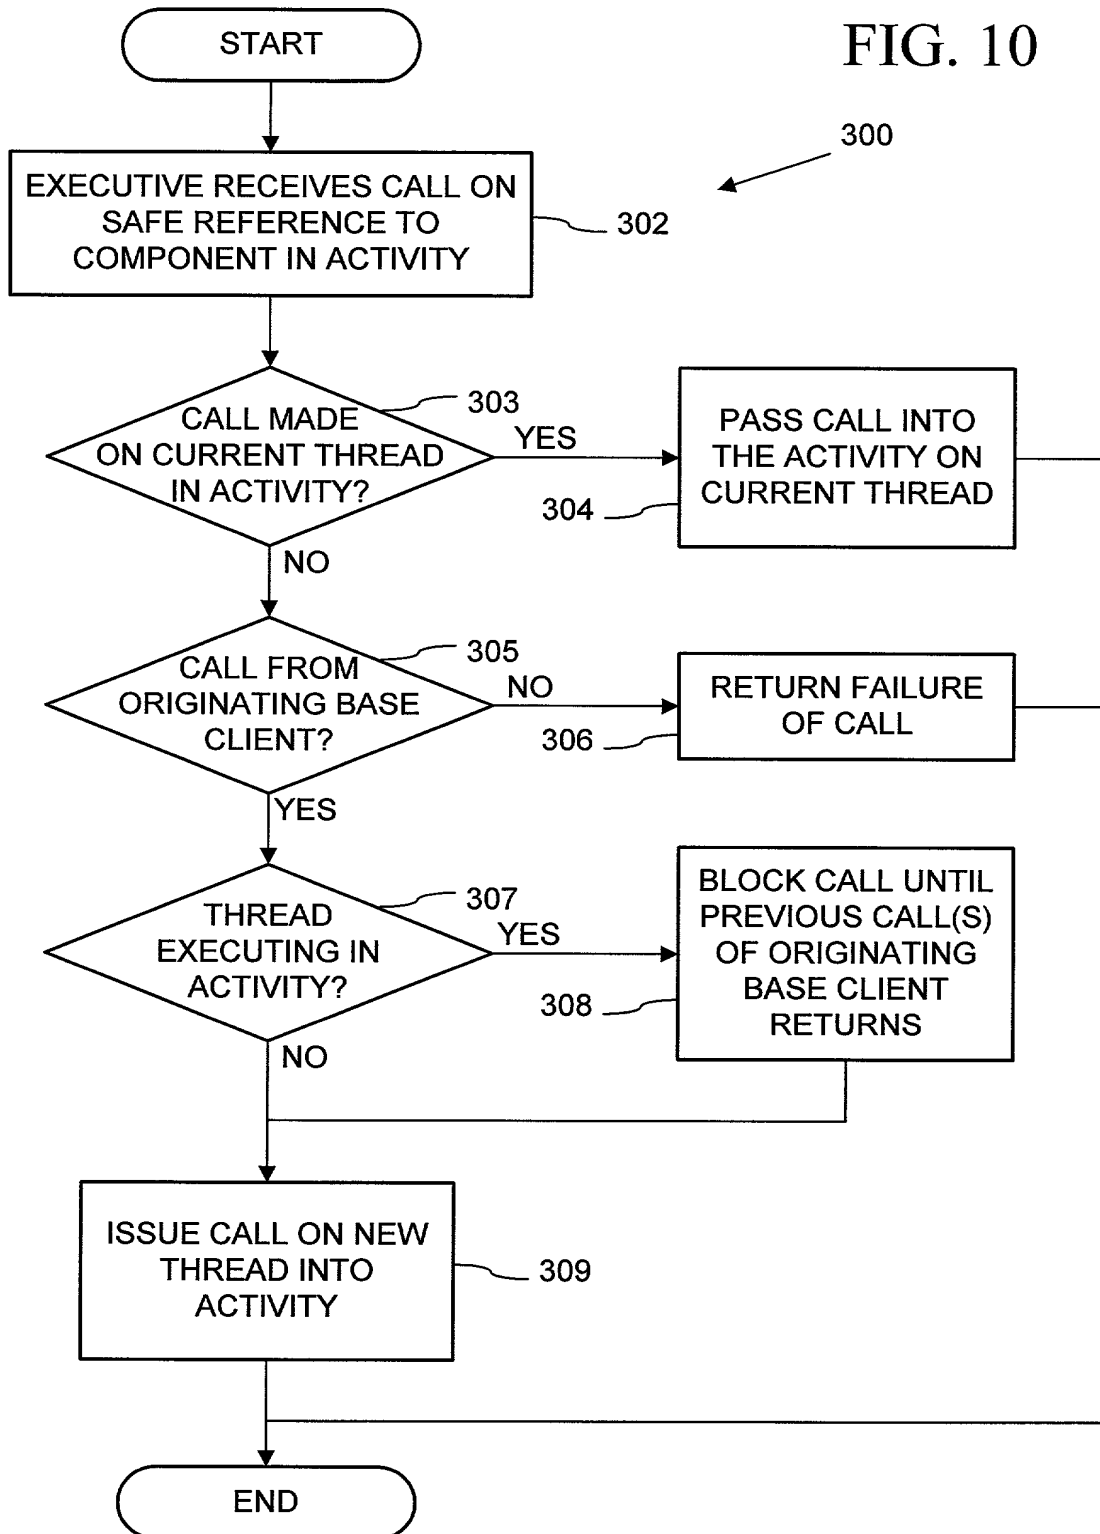 START
FIG. 10
300
EXECUTIVE RECEIVES CALL ON
SAFE REFERENCE TO
COMPONENT IN ACTIVITY
302
CALL MADE
ON CURRENT THREAD
IN ACTIVITY?
303
YES
NO
PASS CALL INTO
THE ACTIVITY ON
CURRENT THREAD
304
CALL FROM
ORIGINATING BASE
CLIENT?
305
NO
YES
RETURN FAILURE
OF CALL
306
THREAD
EXECUTING IN
ACTIVITY?
307
YES
NO
BLOCK CALL UNTIL
PREVIOUS CALL(S)
OF ORIGINATING
BASE CLIENT
RETURNS
308
ISSUE CALL ON NEW
THREAD INTO
ACTIVITY
309
END